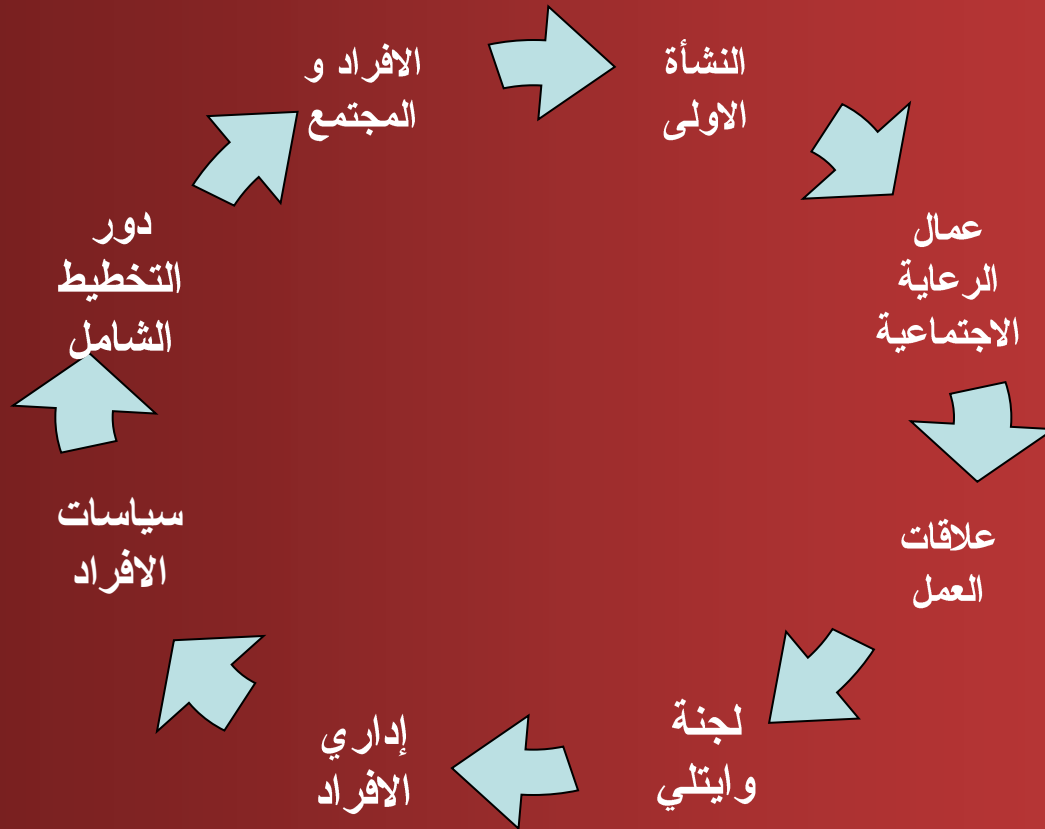 النشأة
الاولى
عمال
الرعاية
الاجتماعية
علاقات
العمل
لجنة
وايتلي
إداري
الافراد
سياسات
الافراد
دور
التخطيط
الشامل
الافراد و
المجتمع